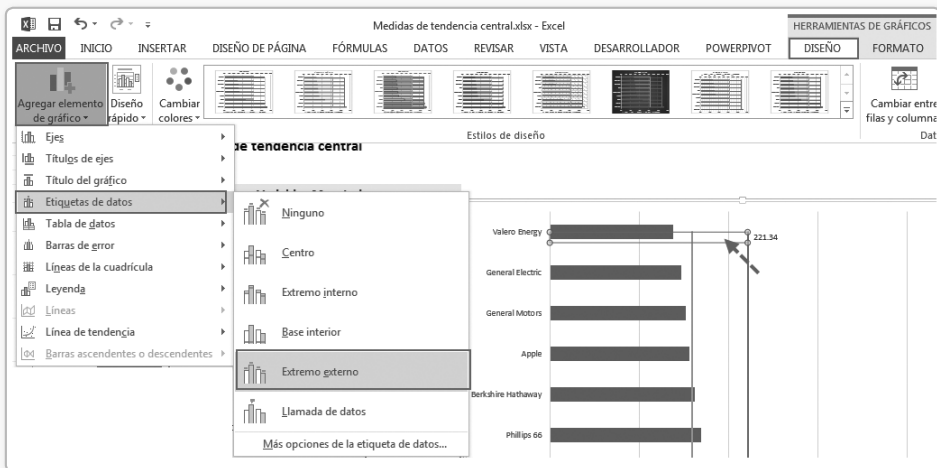 Medidas de tendencia central.xlsx - Excel
HERRAMIENTAS DE GRÁFICOS
ARCHIVO INICIO INSERTAR DISEÑO DE PÁGINA FÓRMULAS DATOS REVISAR VISTA DESARROLLADOR POWERPIVOT DISEÑO FORMATO
Agregar elemento de gráfico
Diseño rápido
Cambiar colores
Cambiar entre
filas y columna
Estilos de diseño
Dat
de tendencia central
Ejes
Títulos de ejes
Título del gráfico
Etiquetas de datos
Tabla de datos
Barras de error
Líneas de la cuadrícula
Leyenda
Líneas
Línea de tendencia
Barras ascendentes o descendentes
Ninguno
Centro
Extremo interno
Base interior
Extremo externo
Llamada de datos
Más opciones de la etiqueta de datos...
Valero Energy
221.34
General Electric
General Motors
Apple
Berkshire Hathaway
Phillips 66